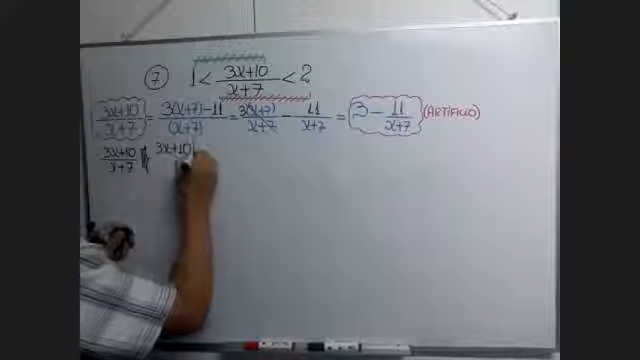 7 1 < (3x+10)/(x+7) < 2
(3x+10)/(x+7) = (3(x+7)-11)/(x+7) = 3(x+7)/(x+7) - 11/(x+7) = 3 - 11/(x+7) (ARTIFICIO)
(3x+10)/(x+7) 3x+10